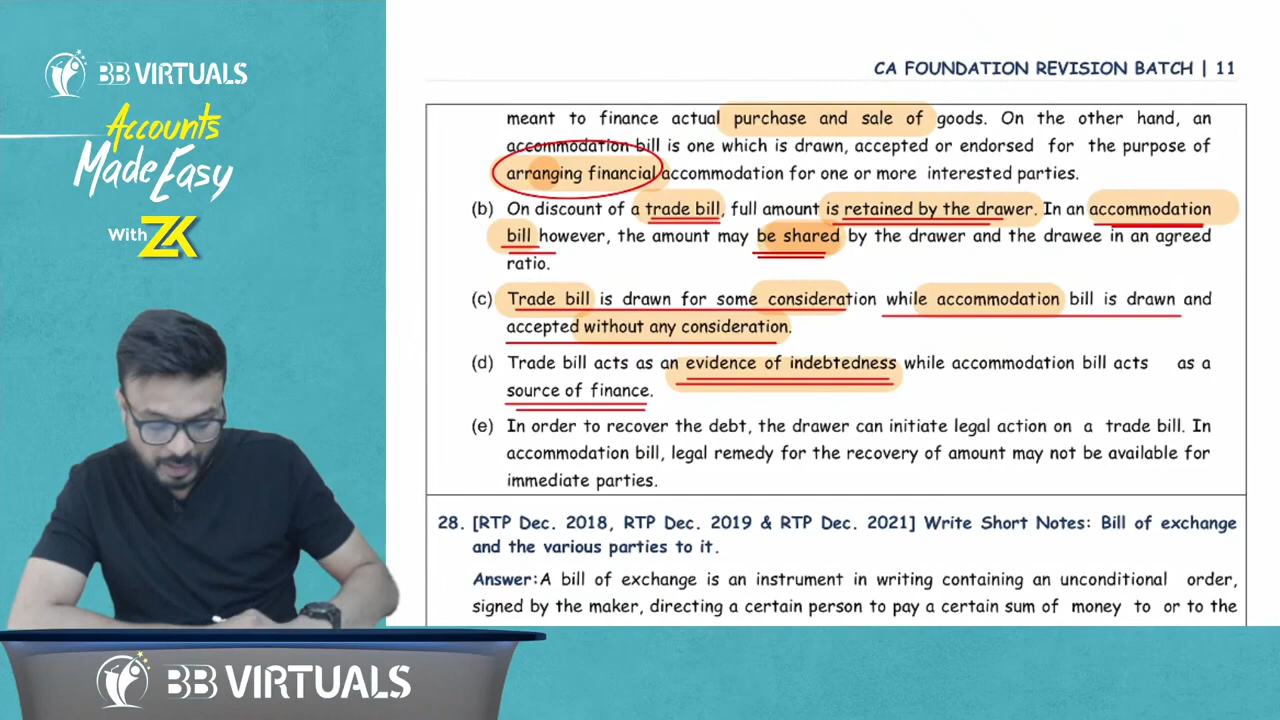 BB VIRTUALS
Accounts
Made Easy
With ZK
CA FOUNDATION REVISION BATCH | 11
meant to finance actual purchase and sale of goods. On the other hand, an
accommodation bill is one which is drawn, accepted or endorsed for the purpose of
arranging financial accommodation for one or more interested parties.
(b) On discount of a trade bill, full amount is retained by the drawer. In an accommodation
bill however, the amount may be shared by the drawer and the drawee in an agreed
ratio.
(c) Trade bill is drawn for some consideration while accommodation bill is drawn and
accepted without any consideration.
(d) Trade bill acts as an evidence of indebtedness while accommodation bill acts as a
source of finance.
(e) In order to recover the debt, the drawer can initiate legal action on a trade bill. In
accommodation bill, legal remedy for the recovery of amount may not be available for
immediate parties.
28. [RTP Dec. 2018, RTP Dec. 2019 & RTP Dec. 2021] Write Short Notes: Bill of exchange
and the various parties to it.
Answer:A bill of exchange is an instrument in writing containing an unconditional order,
signed by the maker, directing a certain person to pay a certain sum of money to or to the
BB VIRTUALS